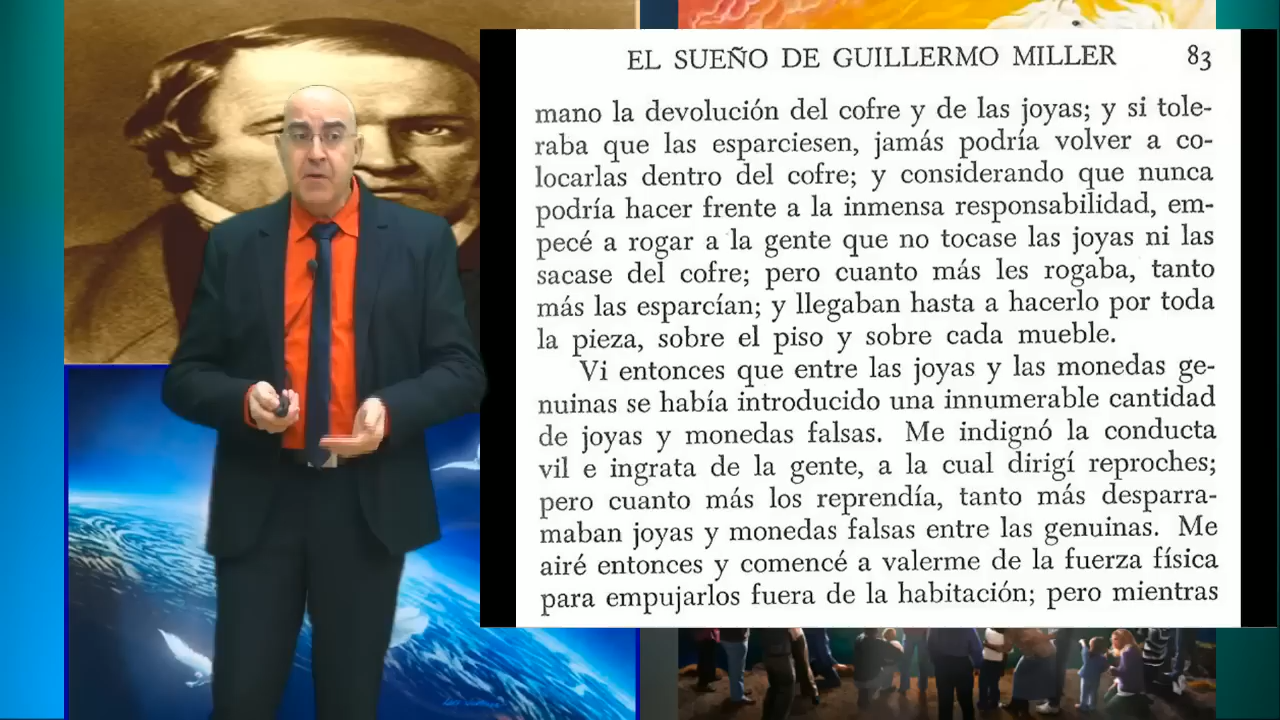 EL SUEÑO DE GUILLERMO MILLER 83
mano la devolución del cofre y de las joyas; y si tole-
raba que las esparciesen, jamás podría volver a co-
locarlas dentro del cofre; y considerando que nunca
podría hacer frente a la inmensa responsabilidad, em-
pecé a rogar a la gente que no tocase las joyas ni las
sacase del cofre; pero cuanto más les rogaba, tanto
más las esparcían; y llegaban hasta a hacerlo por toda
la pieza, sobre el piso y sobre cada mueble.
Vi entonces que entre las joyas y las monedas ge-
nuinas se había introducido una innumerable cantidad
de joyas y monedas falsas. Me indignó la conducta
vil e ingrata de la gente, a la cual dirigí reproches;
pero cuanto más los reprendía, tanto más desparra-
maban joyas y monedas falsas entre las genuinas. Me
airé entonces y comencé a valerme de la fuerza física
para empujarlos fuera de la habitación; pero mientras